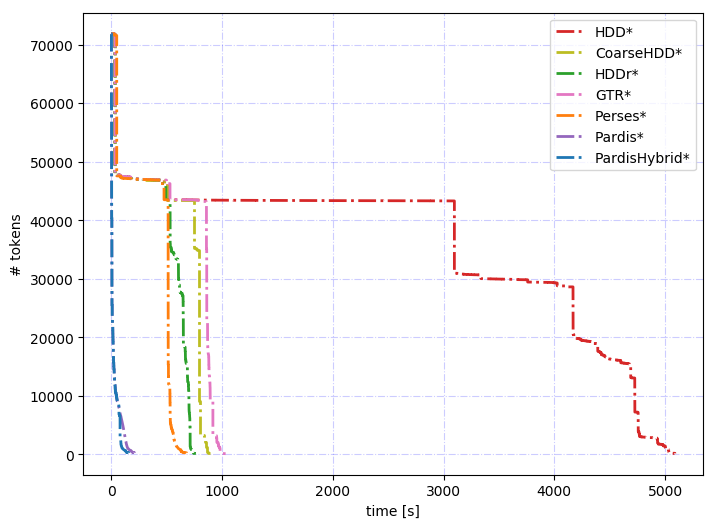 HDD*
CoarseHDD*
HDDr*
GTR*
Perses*
Pardis*
PardisHybrid*
# tokens
70000
60000
50000
40000
30000
20000
10000
0
0 1000 2000 3000 4000 5000
time [s]